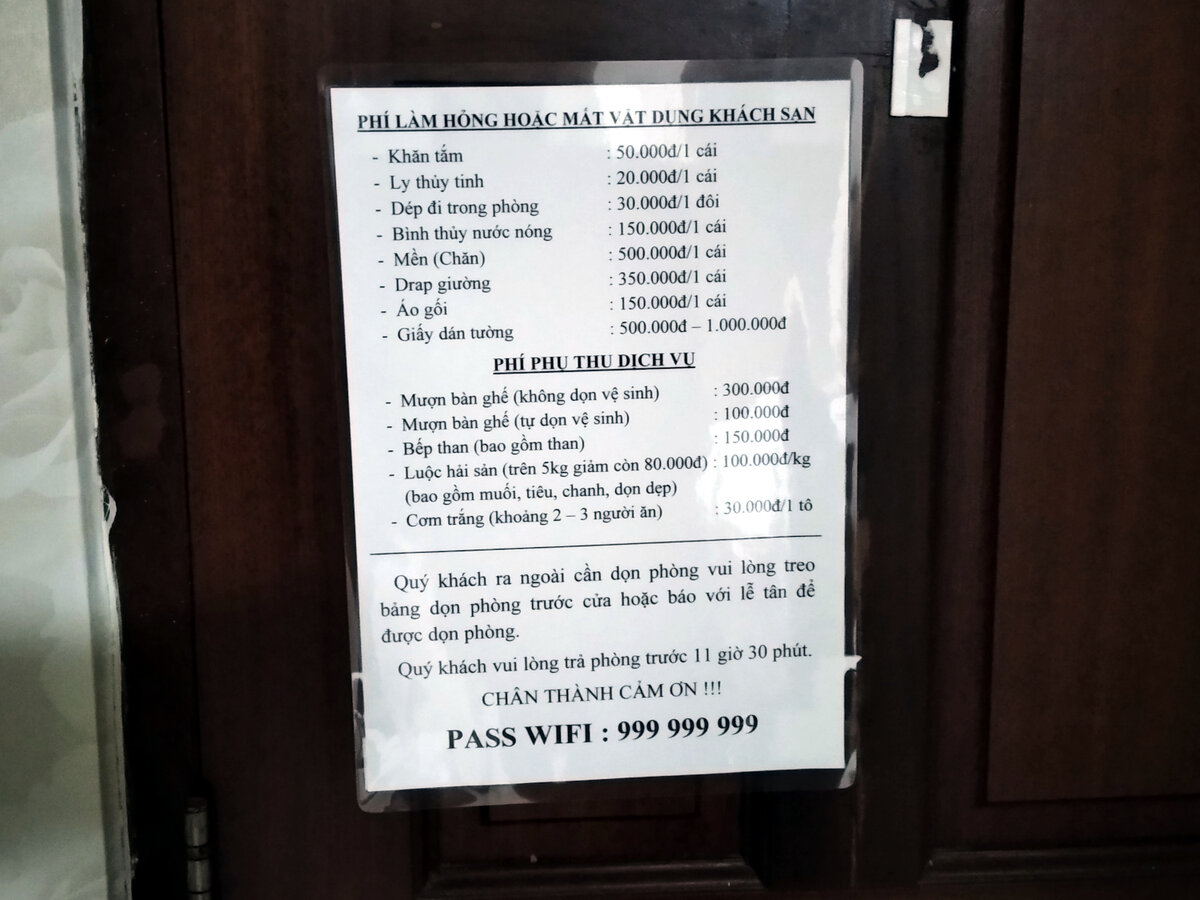 PHÍ LÀM HỎNG HOẶC MẤT VẬT DỤNG KHÁCH SẠN
- Khăn tắm : 50.000đ/1 cái
- Ly thủy tinh : 20.000đ/1 cái
- Dép đi trong phòng : 30.000đ/1 đôi
- Bình thủy nước nóng : 150.000đ/1 cái
- Mền (Chăn) : 500.000đ/1 cái
- Drap giường : 350.000đ/1 cái
- Áo gối : 150.000đ/1 cái
- Giấy dán tường : 500.000đ – 1.000.000đ
PHÍ PHỤ THU DỊCH VỤ
- Mượn bàn ghế (không dọn vệ sinh) : 300.000đ
- Mượn bàn ghế (tự dọn vệ sinh) : 100.000đ
- Bếp than (bao gồm than) : 150.000đ
- Luộc hải sản (trên 5kg giảm còn 80.000đ) : 100.000đ/kg
(bao gồm muối, tiêu, chanh, dọn dẹp)
- Cơm trắng (khoảng 2 – 3 người ăn) : 30.000đ/1 tô
Quý khách ra ngoài cần dọn phòng vui lòng treo
bảng dọn phòng trước cửa hoặc báo với lễ tân để
được dọn phòng.
Quý khách vui lòng trả phòng trước 11 giờ 30 phút.
CHÂN THÀNH CẢM ƠN !!!
PASS WIFI : 999 999 999